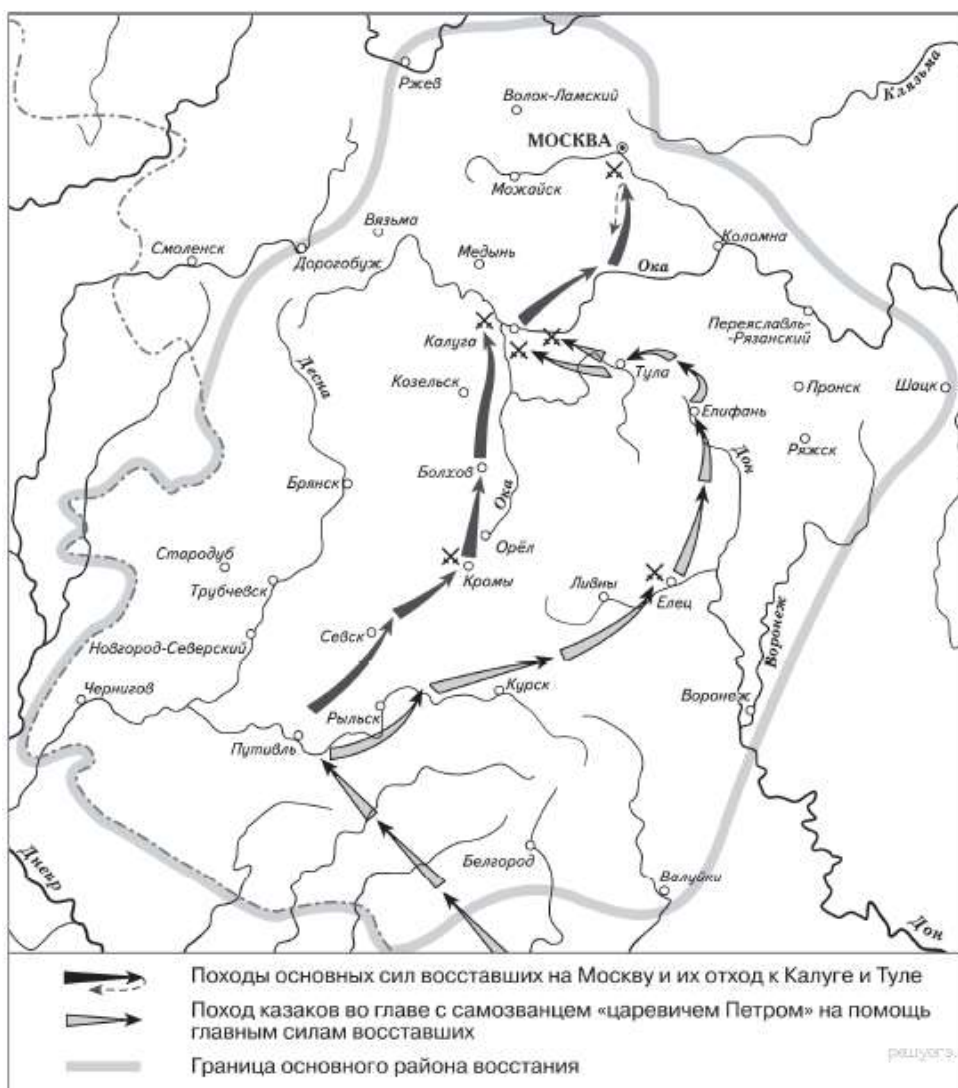 Ржев
Клязьма
Волок-Ламский
МОСКВА
Можайск
Вязьма
Смоленск
Дорогобуж
Медынь
Коломна
Ока
Переяславль
-Рязанский
Калуга
Десна
Тула
Козельск
Пронск
Шацк
Епифань
Ряжск
Дон
Болхов
Брянск
Ока
Орёл
Стародуб
Кромы
Трубчевск
Ливны
Елец
Севск
Новгород-Северский
Воронеж
Чернигов
Курск
Рыльск
Воронеж
Путивль
Белгород
Валуйки
Днепр
Дон
Походы основных сил восставших на Москву и их отход к Калуге и Туле
Поход казаков во главе с самозванцем «царевичем Петром» на помощь
главным силам восставших
Граница основного района восстания